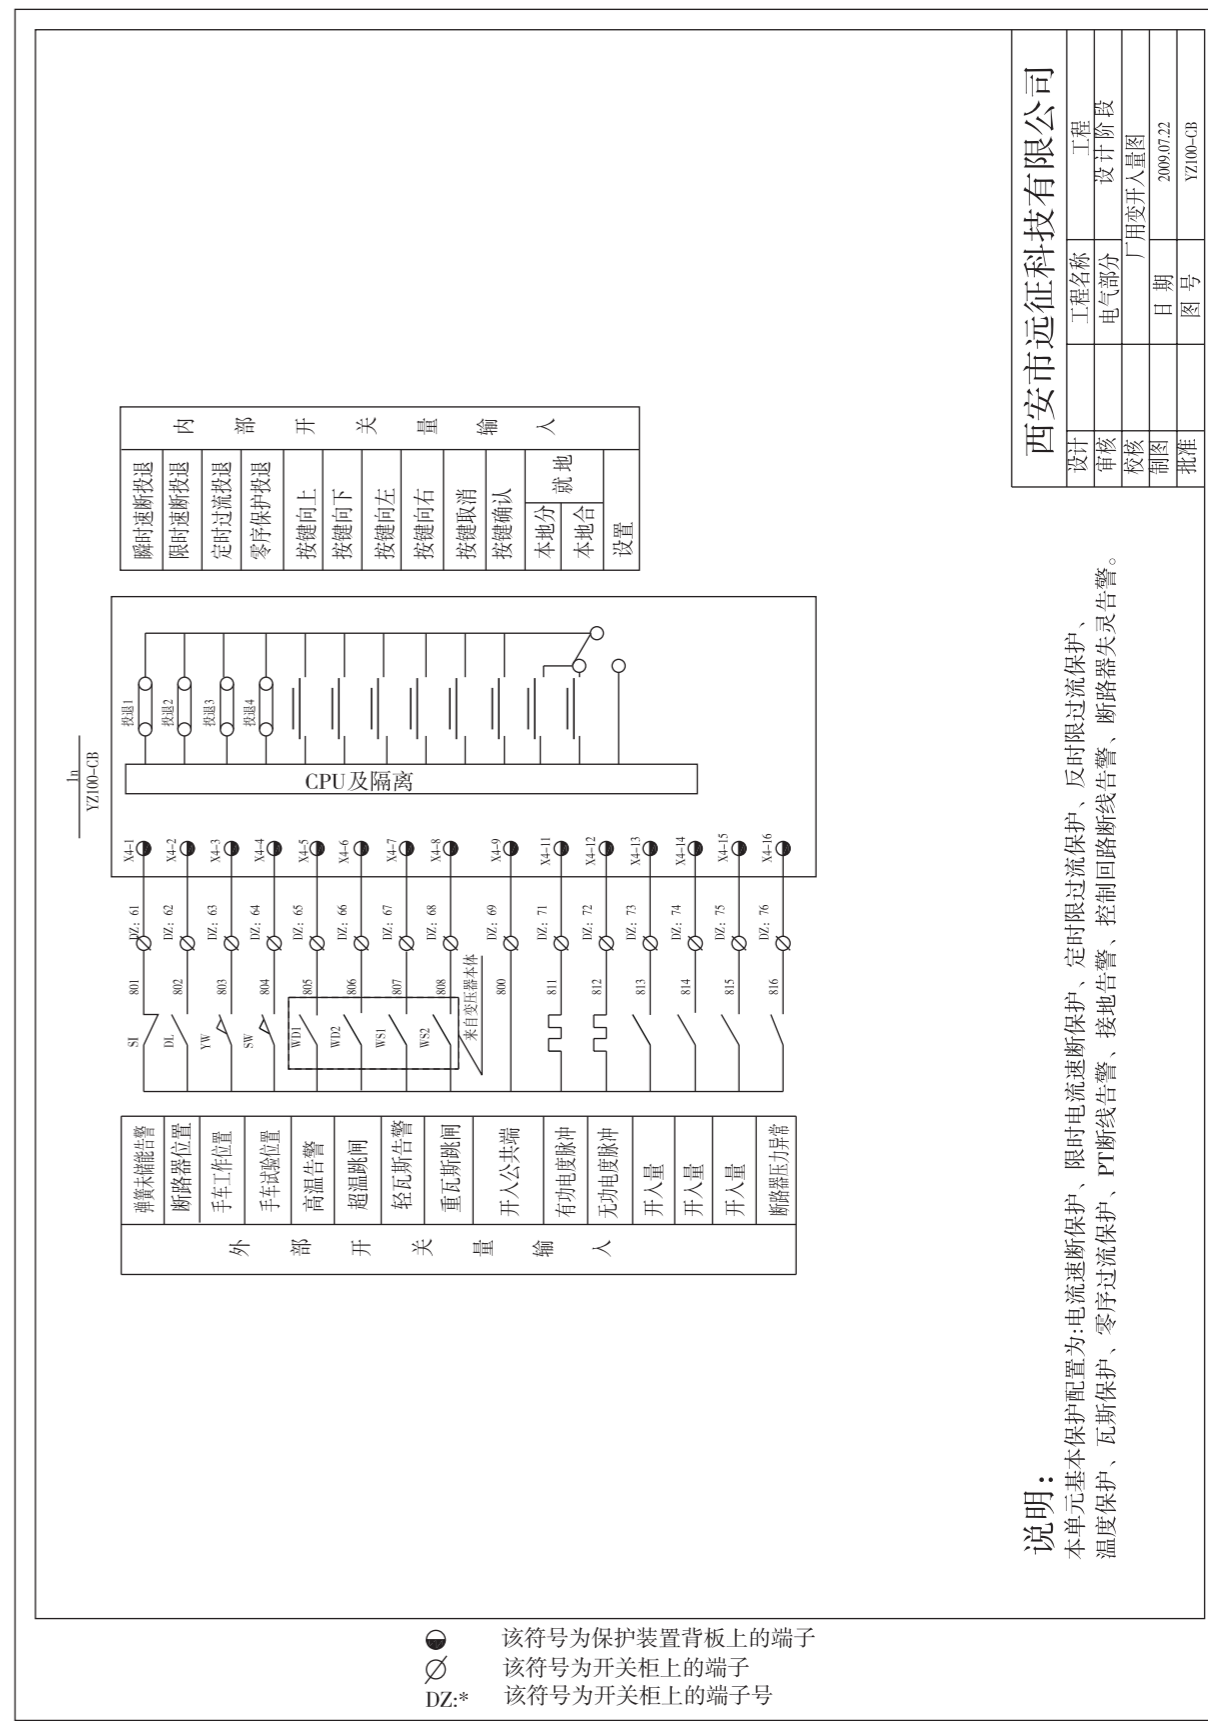 1n
YZ100-CB
外部开关量输入
弹簧未储能告警 SI 801 DZ：61 X4-1
断路器位置 DL 802 DZ：62 X4-2
手车工作位置 YW 803 DZ：63 X4-3
手车试验位置 SW 804 DZ：64 X4-4
高温告警 WD1 805 DZ：65 X4-5
超温跳闸 WD2 806 DZ：66 X4-6
轻瓦斯告警 WS1 807 DZ：67 X4-7
重瓦斯跳闸 WS2 808 DZ：68 X4-8
来自变压器本体
开入公共端 800 DZ：69 X4-9
有功电度脉冲 811 DZ：71 X4-11
无功电度脉冲 812 DZ：72 X4-12
开入量 813 DZ：73 X4-13
开入量 814 DZ：74 X4-14
开入量 815 DZ：75 X4-15
断路器压力异常 816 DZ：76 X4-16
CPU及隔离
投退1 瞬时速断投退
投退2 限时速断投退
投退3 定时过流投退
投退4 零序保护投退
按键向上
按键向下
按键向左
按键向右
按键取消
按键确认
本地分
本地合
就地
设置
内部开关量输入
说明：
本单元基本保护配置为:电流速断保护、限时电流速断保护、定时限过流保护、反时限过流保护、
温度保护、瓦斯保护、零序过流保护、PT断线告警、接地告警、控制回路断线告警、断路器失灵告警。
西安市远征科技有限公司
设计 工程名称 工程
审核 电气部分 设计阶段
校核 厂用变开入量图
制图 日期 2009.07.22
批准 图号 YZ100-CB
该符号为保护装置背板上的端子
该符号为开关柜上的端子
DZ:* 该符号为开关柜上的端子号